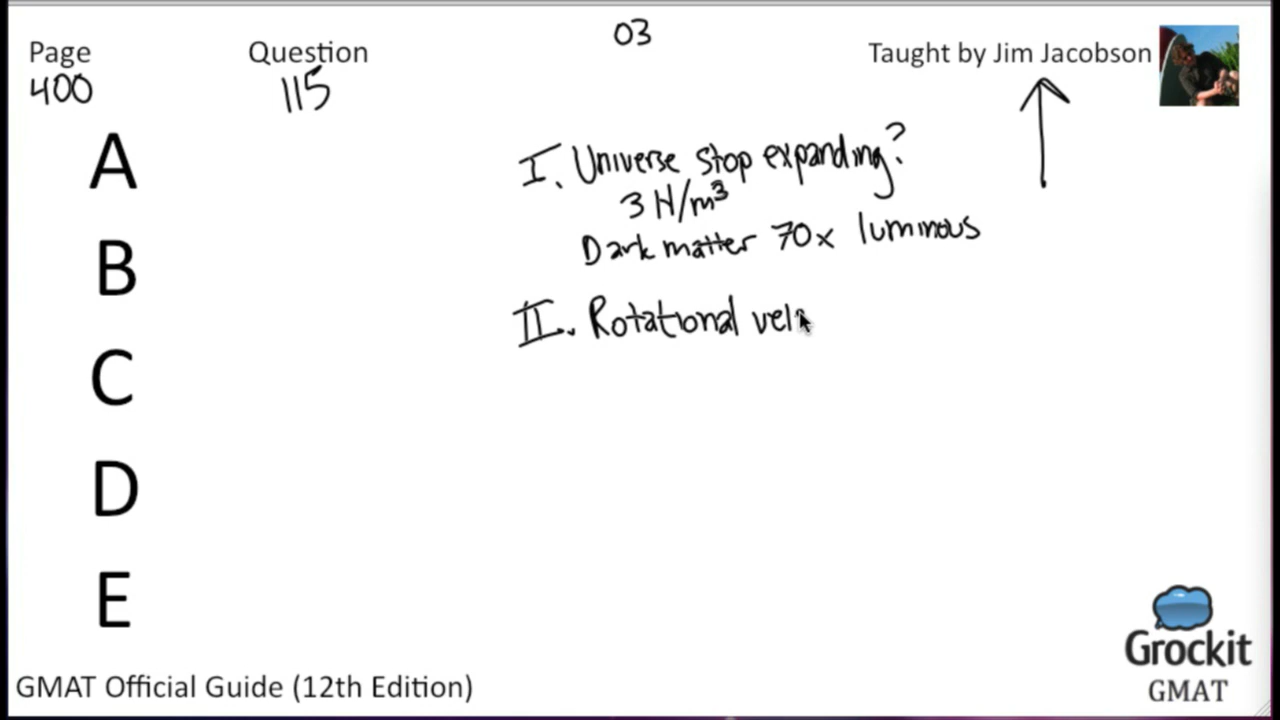 03
Page Question Taught by Jim Jacobson
400 115
A
I. Universe stop expanding?
3 H/m³
Dark matter 70x luminous
B
II. Rotational velo
C
D
E
Grockit
GMAT
GMAT Official Guide (12th Edition)